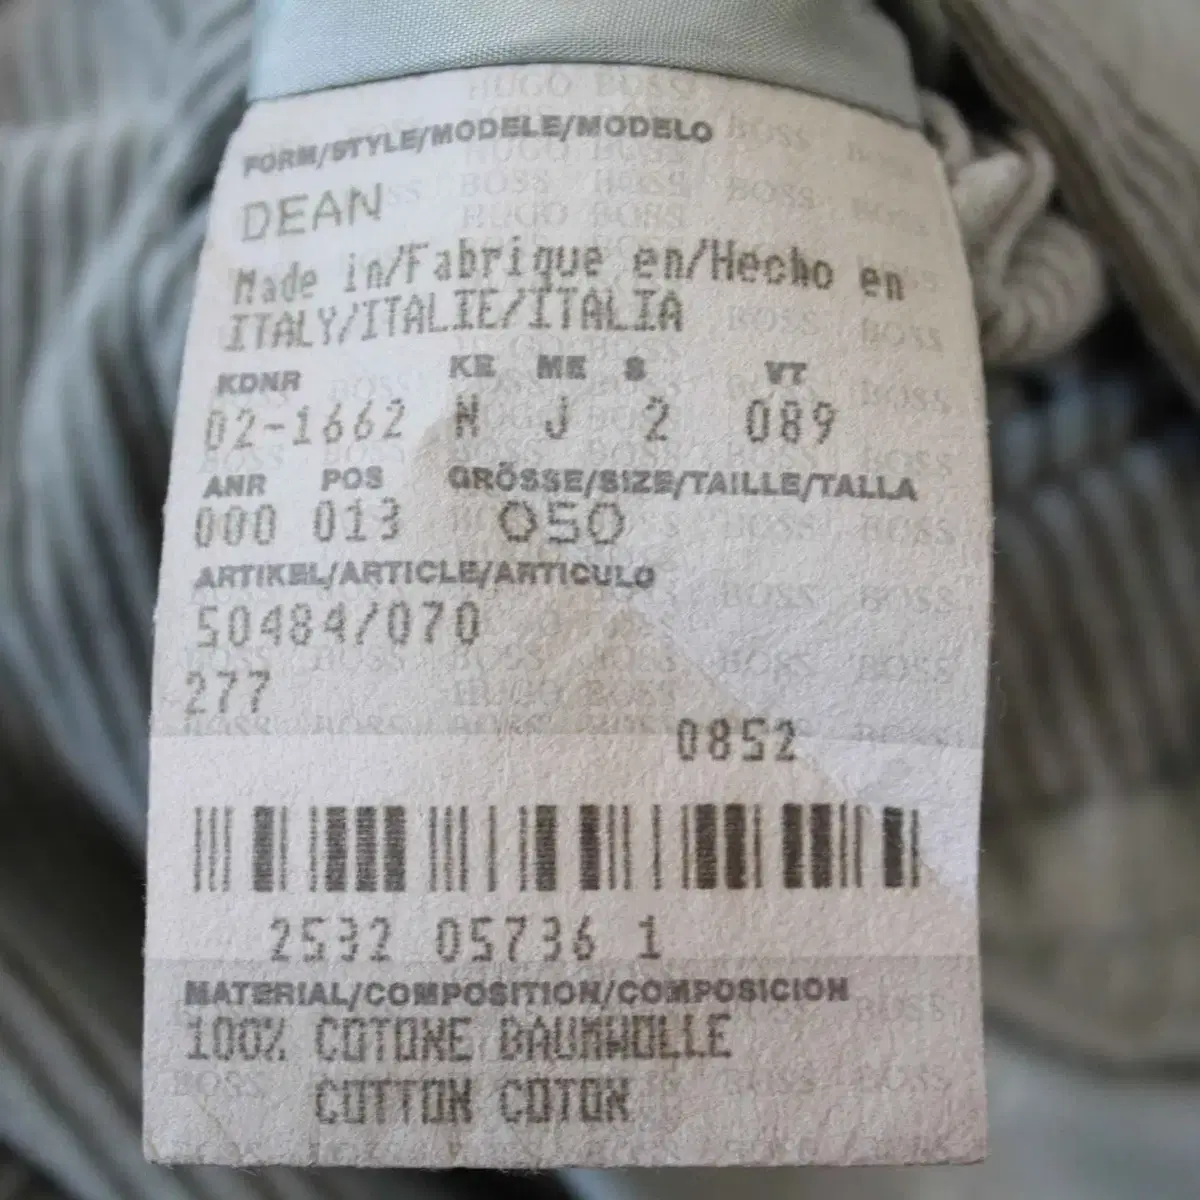 FORM/STYLE/MODELE/MODELO
DEAN
Made in/Fabrique en/Hecho en
ITALY/ITALIE/ITALIA
KDNR KE ME S VT
02-1662 N J 2 089
ANR POS GRÖSSE/SIZE/TAILLE/TALLA
000 013 050
ARTIKEL/ARTICLE/ARTICULO
50484/070
277
0852
2532 05736 1
MATERIAL/COMPOSITION/COMPOSICION
100% COTONE BAUMWOLLE
COTTON COTON